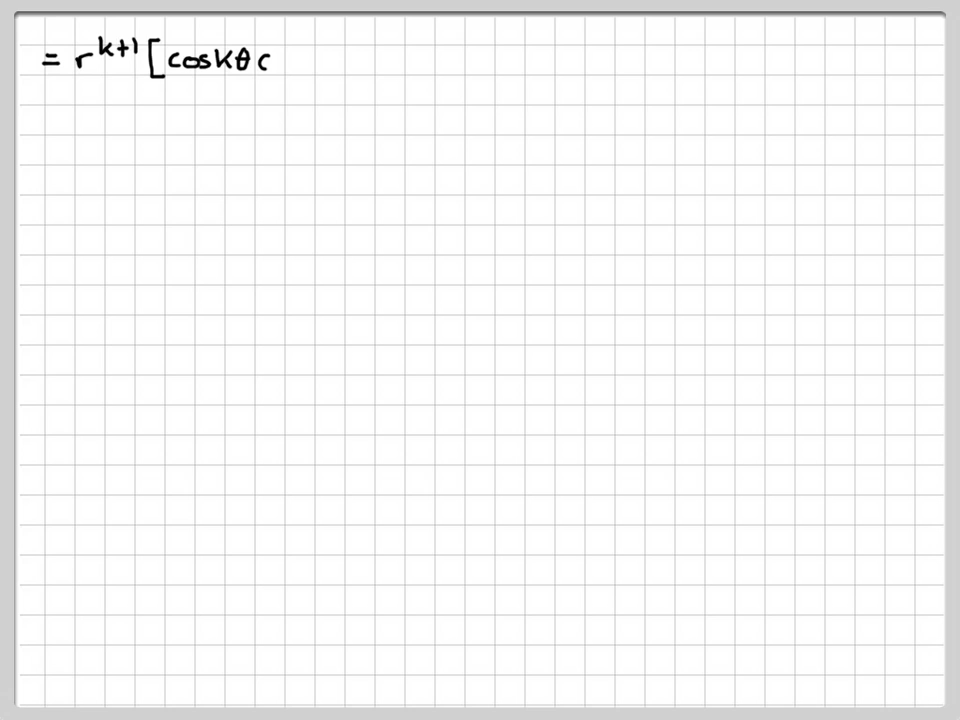 = r^{k+1} [cos kθ c